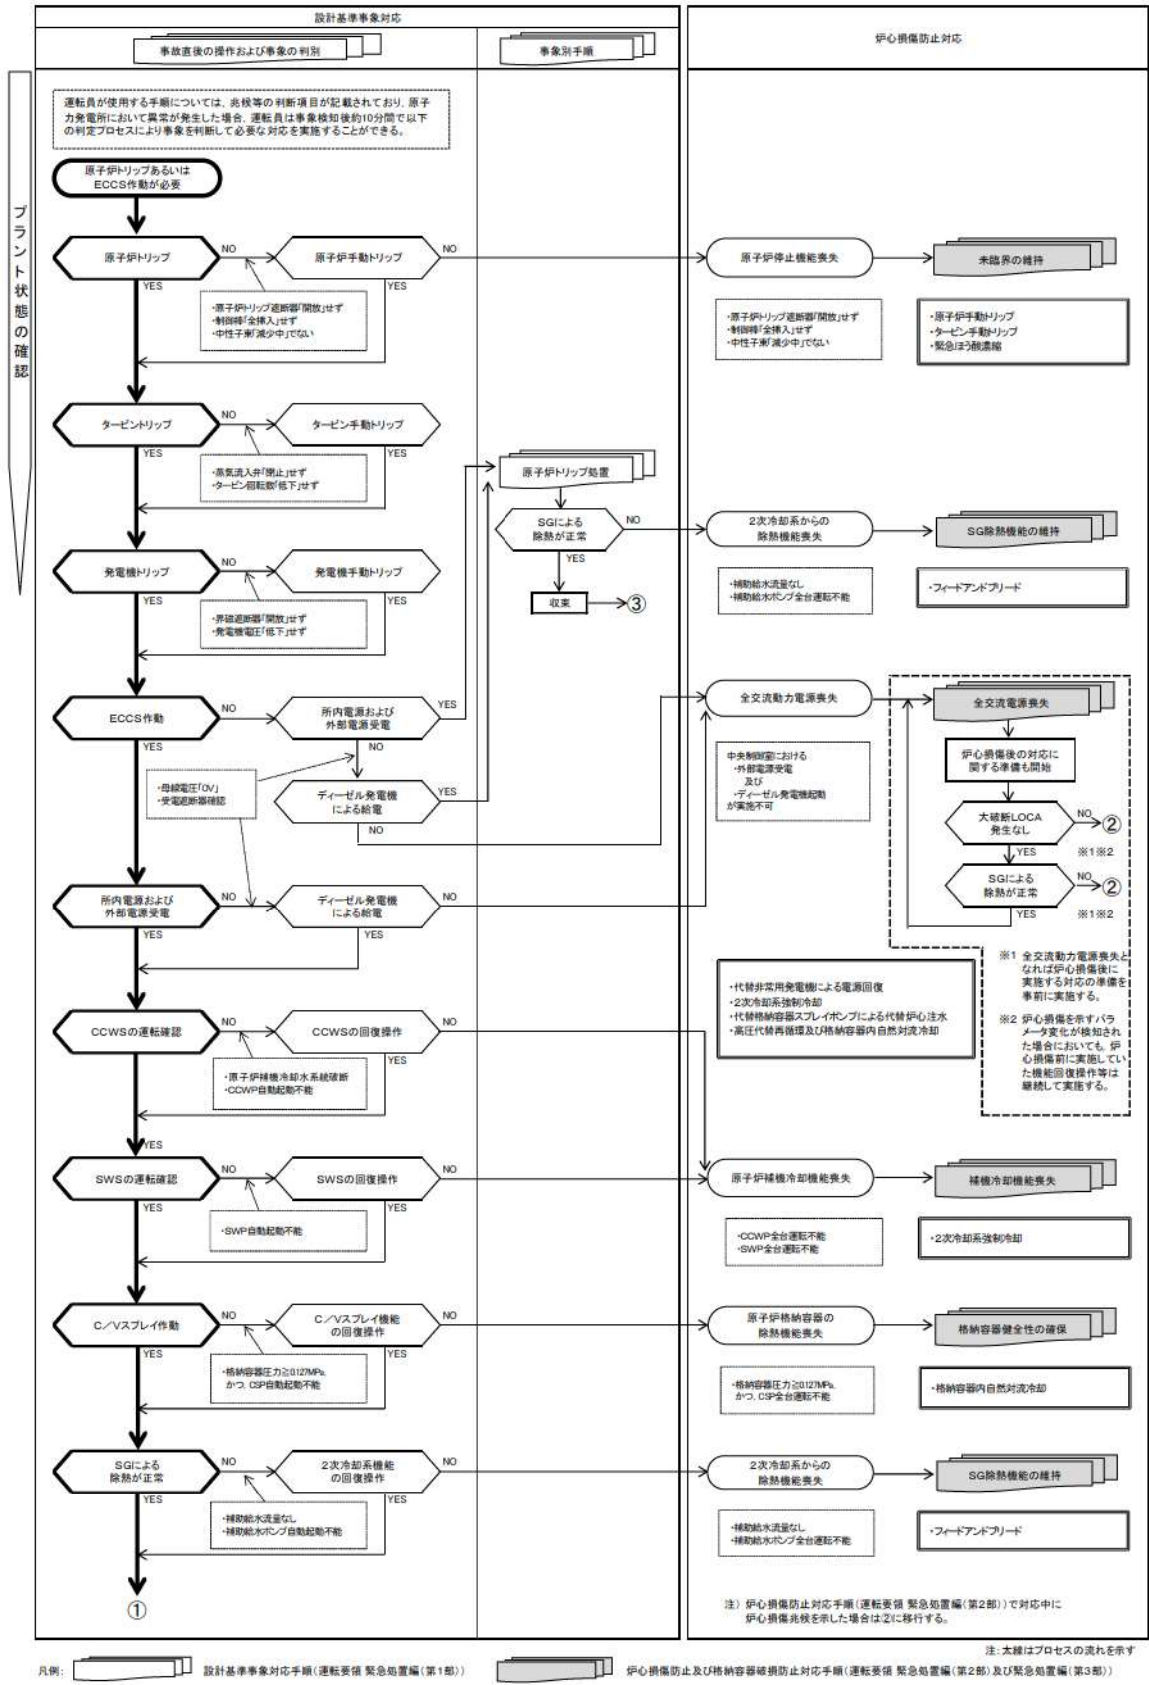 設計基準事象対応
事故直後の操作および事象の判別
事象別手順
炉心損傷防止対応
プラント状態の確認
運転員が使用する手順については、兆候等の判断項目が記載されており、原子
力発電所において異常が発生した場合、運転員は事象検知後約10分間で以下
の判定プロセスにより事象を判断して必要な対応を実施することができる。
原子炉トリップあるいは
ECCS作動が必要
原子炉トリップ
NO
YES
原子炉手動トリップ
NO
YES
・原子炉トリップ遮断器「開放」せず
・制御棒「全挿入」せず
・中性子束「減少中」でない
原子炉停止機能喪失
未臨界の維持
・原子炉トリップ遮断器「開放」せず
・制御棒「全挿入」せず
・中性子束「減少中」でない
・原子炉手動トリップ
・タービン手動トリップ
・緊急ほう酸濃縮
タービントリップ
NO
YES
タービン手動トリップ
YES
・蒸気流入弁「閉止」せず
・タービン回転数「低下」せず
原子炉トリップ処置
SGによる
除熱が正常
NO
YES
収束
③
2次冷却系からの
除熱機能喪失
SG除熱機能の維持
・補助給水流量なし
・補助給水ポンプ全台運転不能
・フィードアンドブリード
発電機トリップ
NO
YES
発電機手動トリップ
YES
・界磁遮断器「開放」せず
・発電機電圧「低下」せず
ECCS作動
NO
YES
所内電源および
外部電源受電
YES
NO
・母線電圧「0V」
・受電遮断器確認
ディーゼル発電機
による給電
YES
NO
全交流動力電源喪失
全交流電源喪失
中央制御室における
・外部電源受電
及び
・ディーゼル発電機起動
が実施不可
炉心損傷後の対応に
関する準備も開始
大破断LOCA
発生なし
NO
②
YES
※1※2
SGによる
除熱が正常
NO
②
YES
※1※2
※1 全交流動力電源喪失と
なれば炉心損傷後に
実施する対応の準備を
事前に実施する。
※2 炉心損傷を示すパラ
メータ変化が検知され
た場合においても、炉
心損傷前に実施してい
た機能回復操作等は
継続して実施する。
所内電源および
外部電源受電
NO
YES
ディーゼル発電機
による給電
NO
YES
・代替非常用発電機による電源回復
・2次冷却系強制冷却
・代替格納容器スプレイポンプによる代替炉心注水
・高圧代替再循環及び格納容器内自然対流冷却
CCWSの運転確認
NO
YES
CCWSの回復操作
NO
YES
・原子炉補機冷却水系統破断
・CCWP自動起動不能
SWSの運転確認
NO
YES
SWSの回復操作
NO
YES
・SWP自動起動不能
原子炉補機冷却機能喪失
補機冷却機能喪失
・CCWP全台運転不能
・SWP全台運転不能
・2次冷却系強制冷却
C／Vスプレイ作動
NO
YES
C／Vスプレイ機能
の回復操作
NO
YES
・格納容器圧力≧0.127MPa、
かつ、CSP自動起動不能
原子炉格納容器の
除熱機能喪失
格納容器健全性の確保
・格納容器圧力≧0.127MPa、
かつ、CSP全台運転不能
・格納容器内自然対流冷却
SGによる
除熱が正常
NO
YES
2次冷却系機能
の回復操作
NO
YES
・補助給水流量なし
・補助給水ポンプ自動起動不能
2次冷却系からの
除熱機能喪失
SG除熱機能の維持
・補助給水流量なし
・補助給水ポンプ全台運転不能
・フィードアンドブリード
①
注） 炉心損傷防止対応手順（運転要領 緊急処置編（第2部））で対応中に
炉心損傷兆候を示した場合は②に移行する。
注：太線はプロセスの流れを示す
凡例：
設計基準事象対応手順（運転要領 緊急処置編（第1部））
炉心損傷防止及び格納容器破損防止対応手順（運転要領 緊急処置編（第2部）及び緊急処置編（第3部））